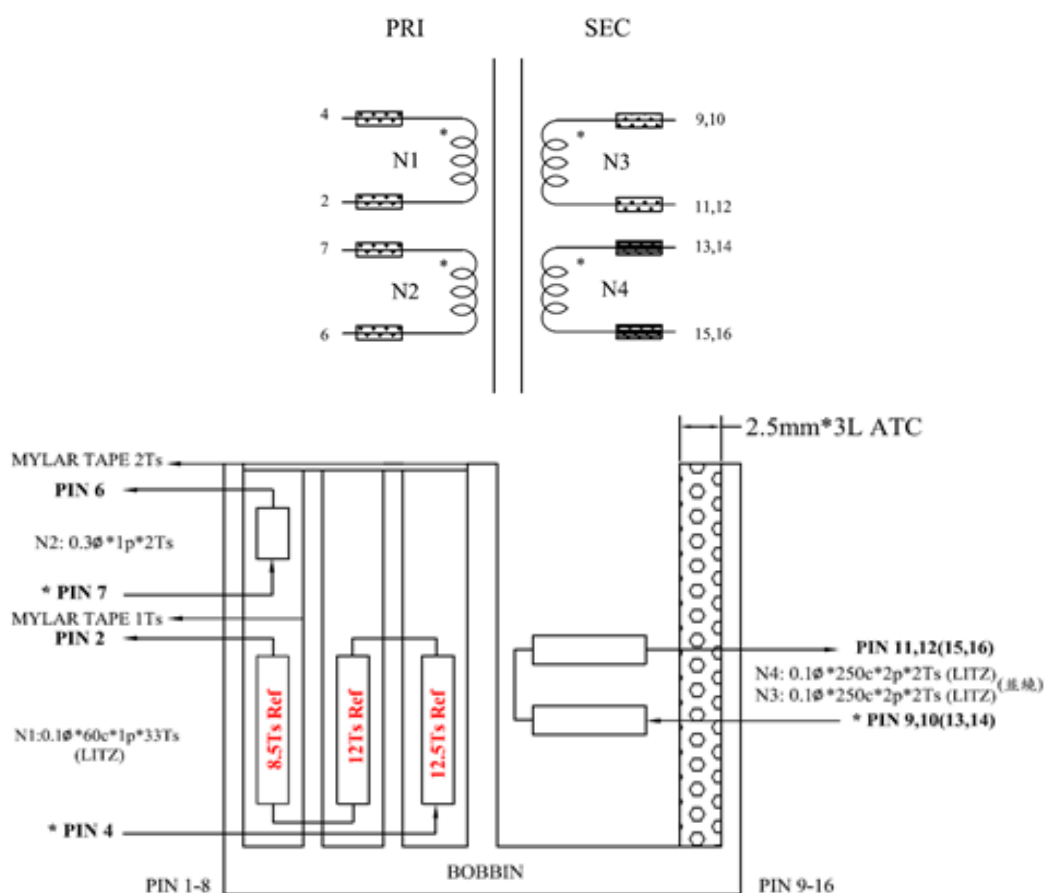 PRI
SEC
4
N1
2
7
N2
6
9,10
N3
11,12
13,14
N4
15,16
2.5mm*3L ATC
MYLAR TAPE 2Ts
PIN 6
N2: 0.3ø*1p*2Ts
* PIN 7
MYLAR TAPE 1Ts
PIN 2
N1:0.1ø*60c*1p*33Ts
(LITZ)
* PIN 4
8.5Ts Ref
12Ts Ref
12.5Ts Ref
PIN 11,12(15,16)
N4: 0.1ø*250c*2p*2Ts (LITZ)
N3: 0.1ø*250c*2p*2Ts (LITZ)
(並繞)
* PIN 9,10(13,14)
BOBBIN
PIN 1-8
PIN 9-16